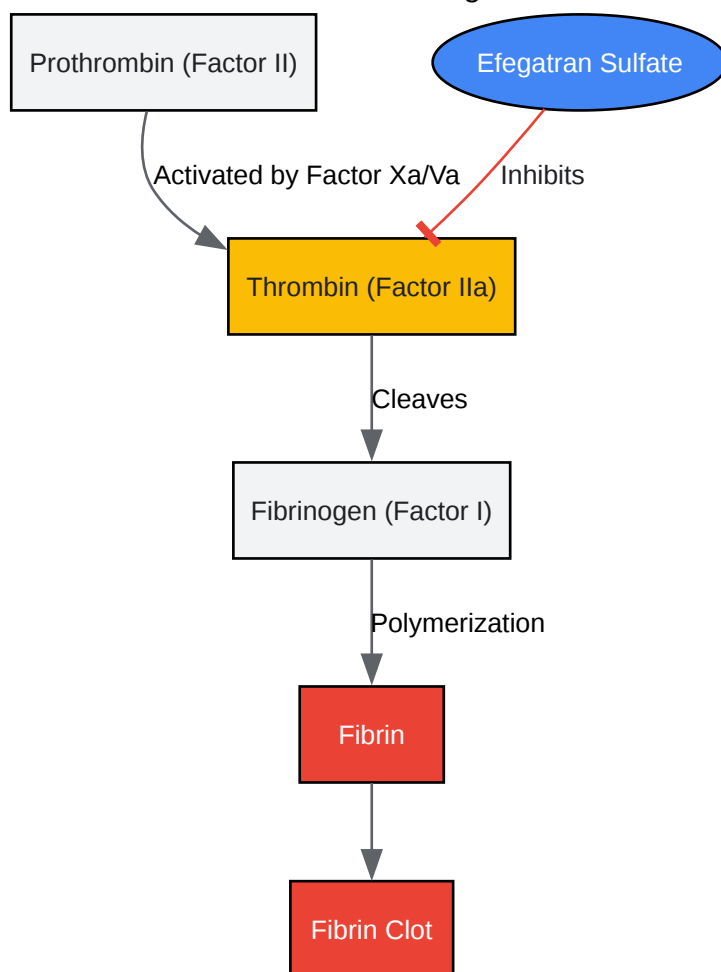 Prothrombin (Factor II)
Efegatran Sulfate
Activated by Factor Xa/Va
Inhibits
Thrombin (Factor IIa)
Cleaves
Fibrinogen (Factor I)
Polymerization
Fibrin
Fibrin Clot